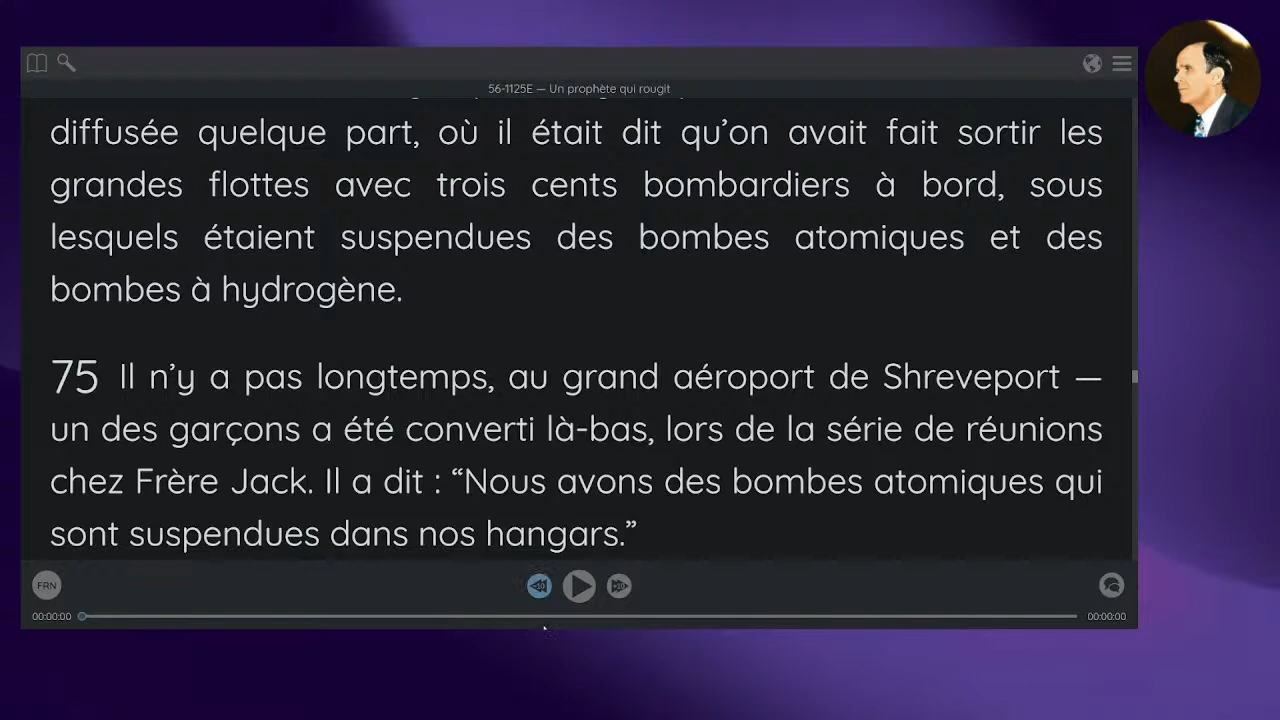 56-1125E — Un prophète qui rougit
diffusée quelque part, où il était dit qu’on avait fait sortir les
grandes flottes avec trois cents bombardiers à bord, sous
lesquels étaient suspendues des bombes atomiques et des
bombes à hydrogène.
75 Il n’y a pas longtemps, au grand aéroport de Shreveport —
un des garçons a été converti là-bas, lors de la série de réunions
chez Frère Jack. Il a dit : “Nous avons des bombes atomiques qui
sont suspendues dans nos hangars.”
FRN
00:00:00
00:00:00